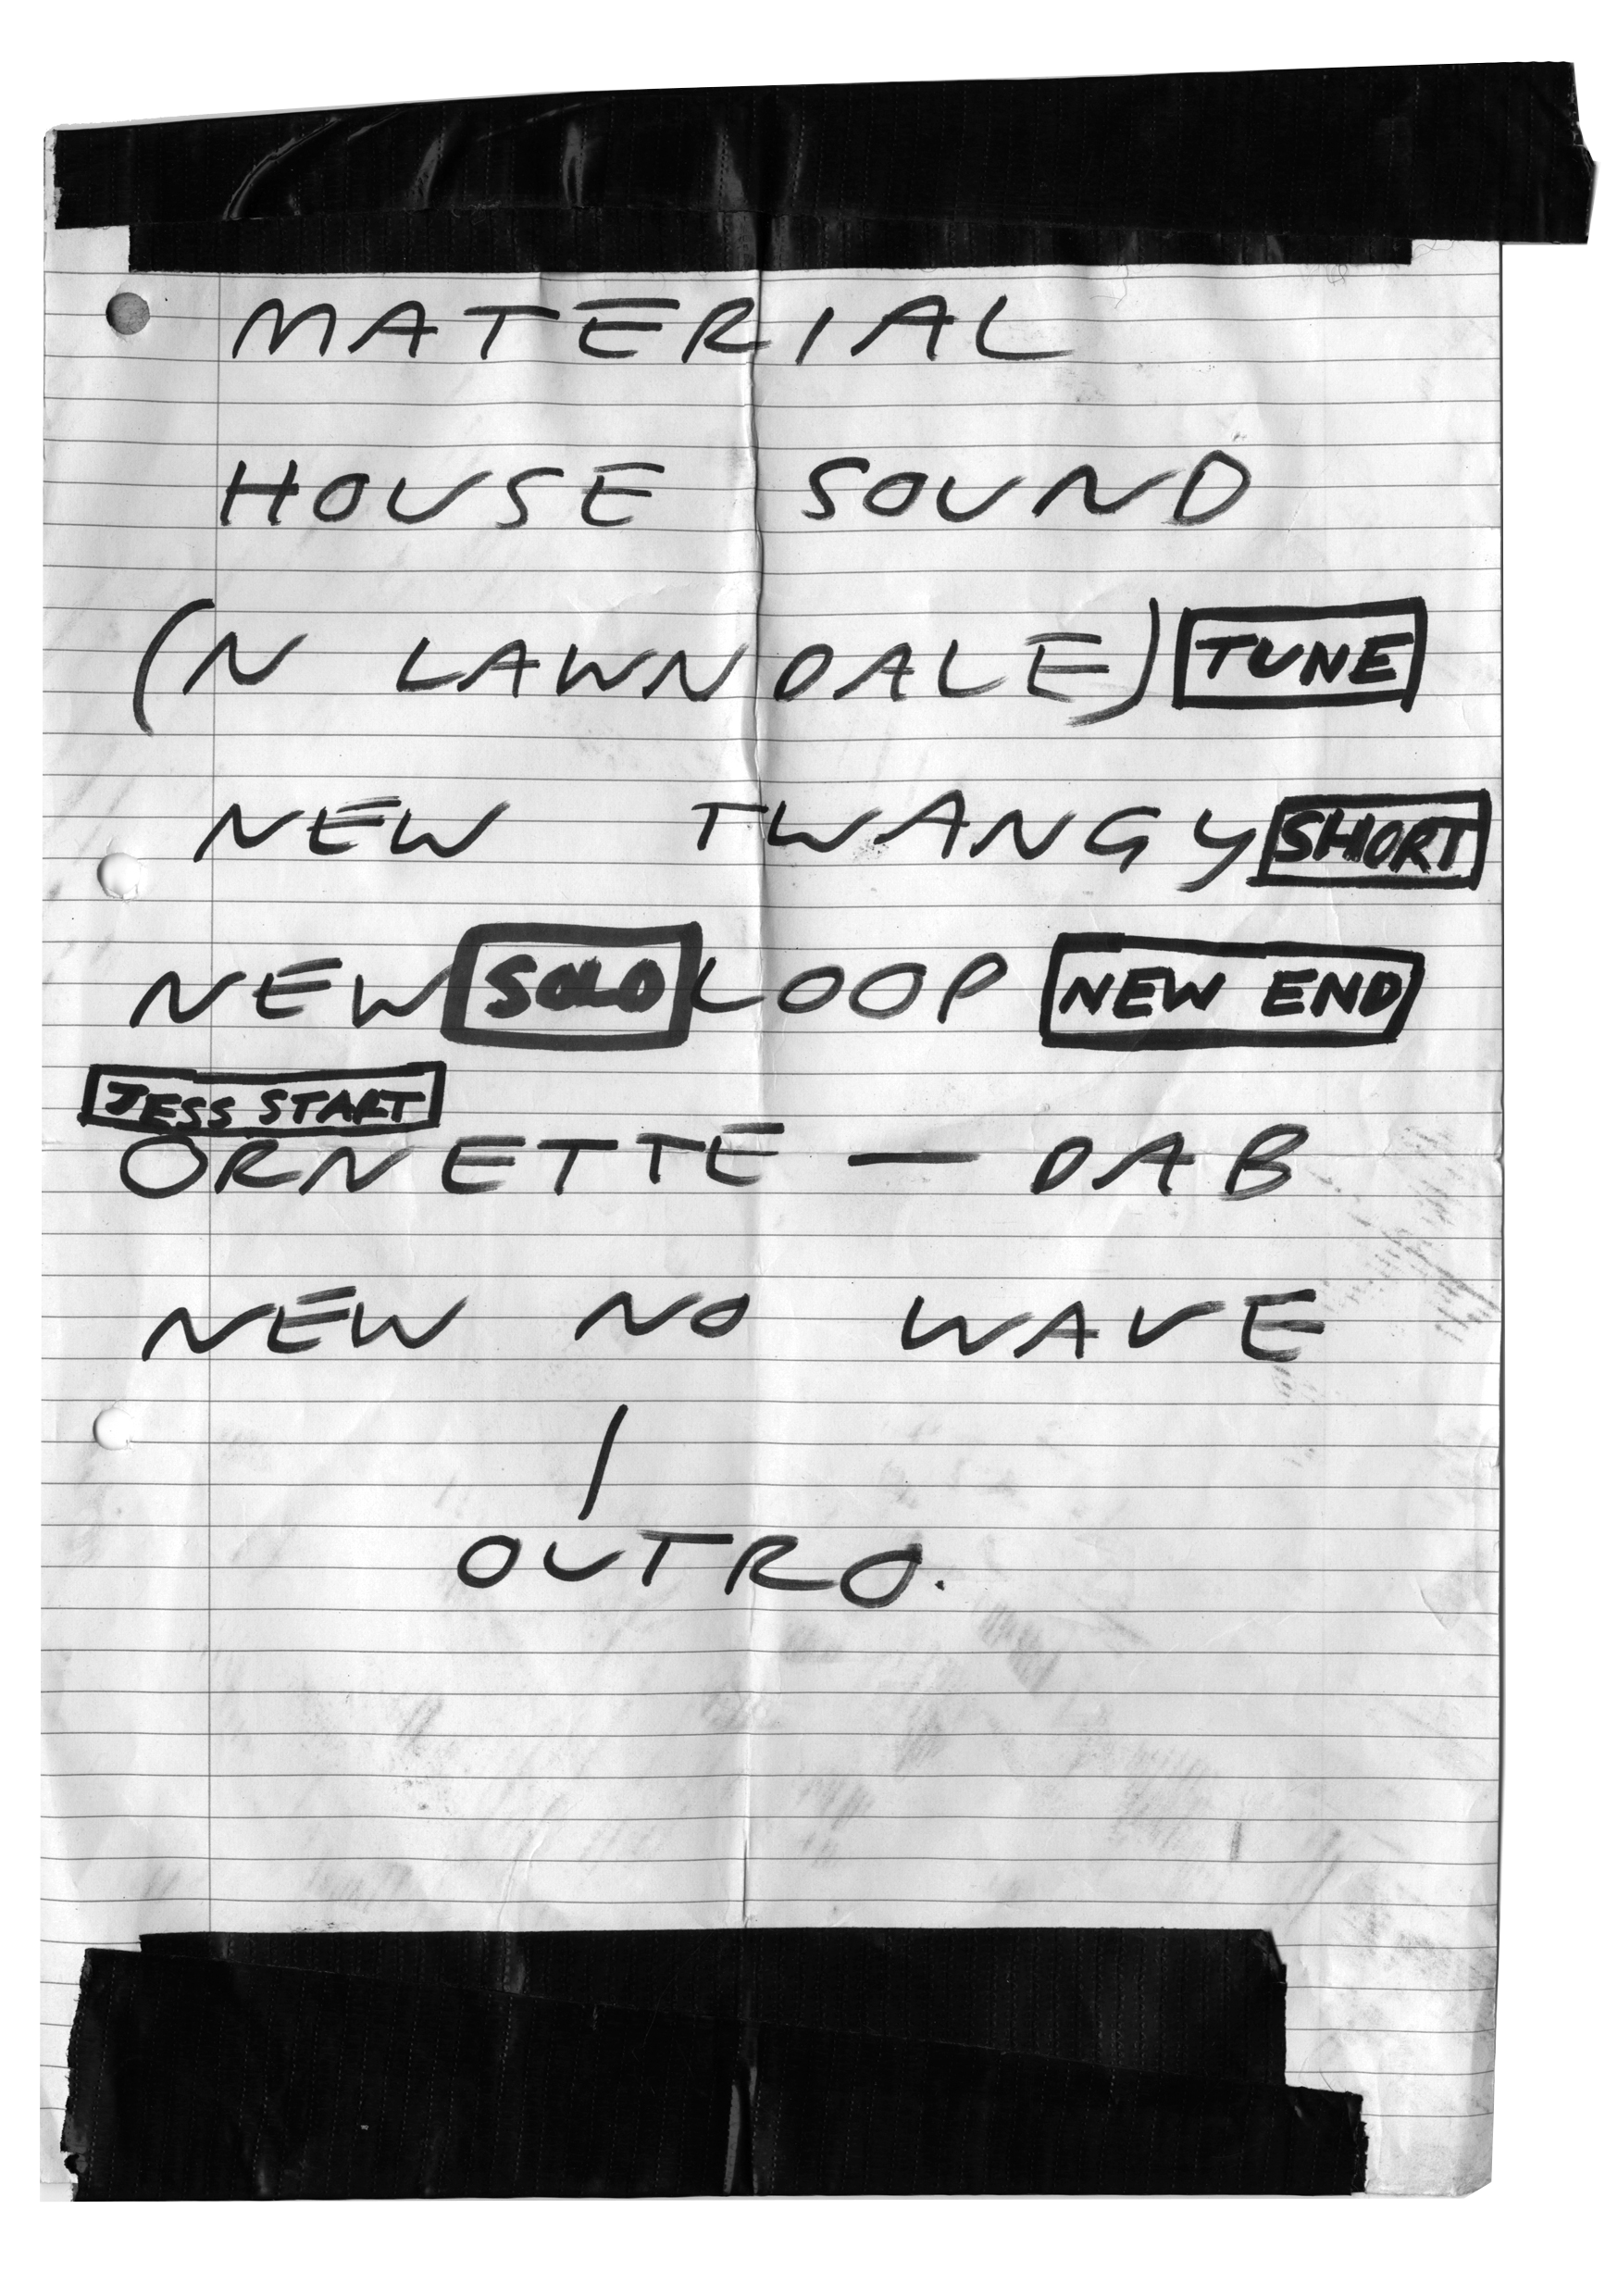 MATERIAL
HOUSE SOUND
(N LAWNDALE) TUNE
NEW TWANGY SHORT
NEW SOLO LOOP NEW END
JESS START
ORNETTE — DAB
NEW NO WAVE
|
OUTRO.